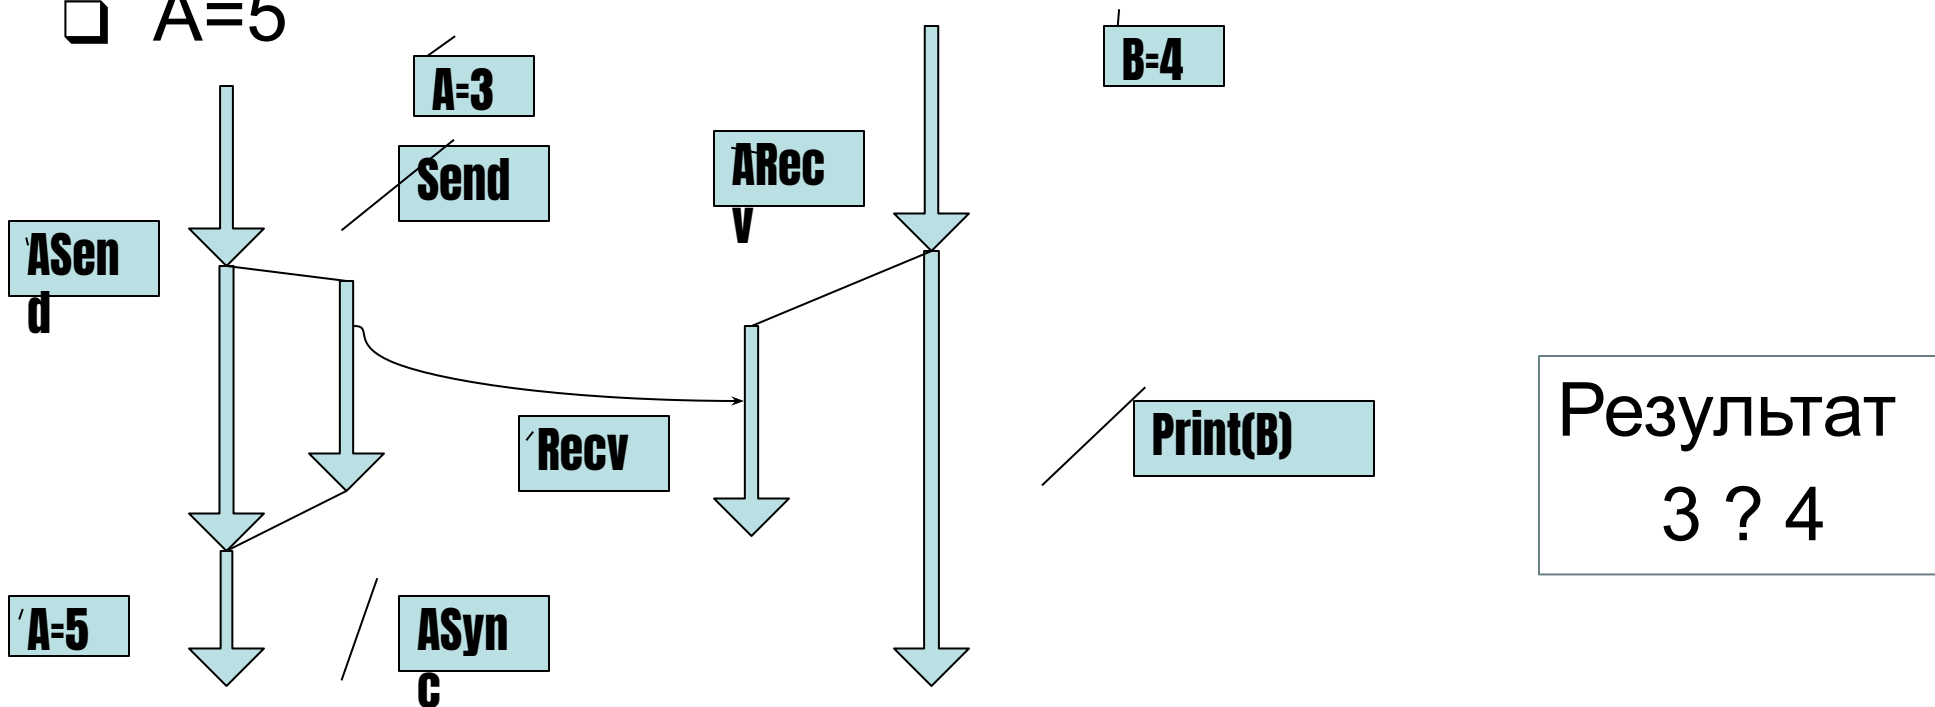 ❑ A=5
B=4
A=3
Send
ARec
v
ASen
d
Recv
Print(B)
Результат
3 ? 4
A=5
ASyn
c